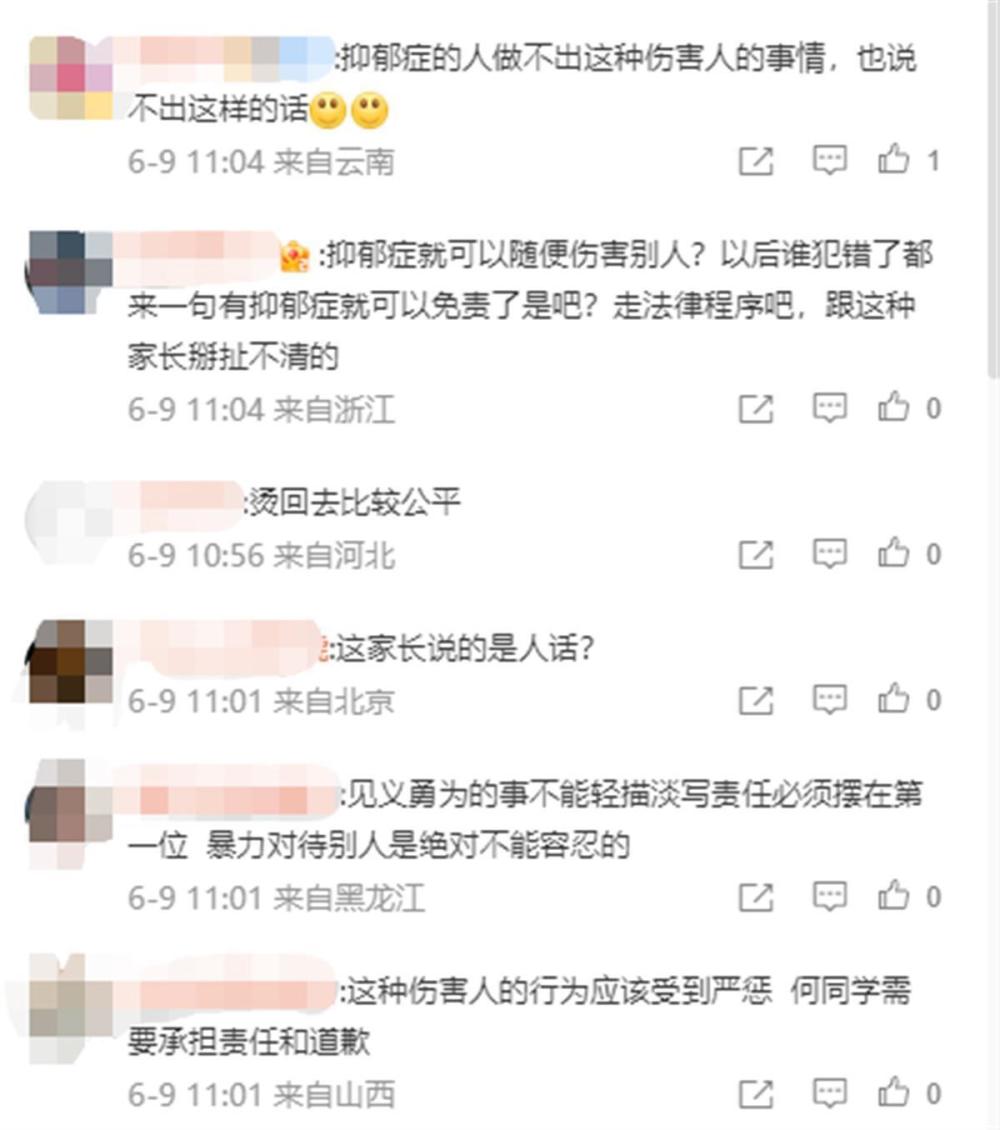 :抑郁症的人做不出这种伤害人的事情，也说
不出这样的话
6-9 11:04 来自云南
1
:抑郁症就可以随便伤害别人？以后谁犯错了都
来一句有抑郁症就可以免责了是吧？走法律程序吧，跟这种
家长掰扯不清的
6-9 11:04 来自浙江
0
:烫回去比较公平
6-9 10:56 来自河北
0
:这家长说的是人话？
6-9 11:01 来自北京
0
:见义勇为的事不能轻描淡写责任必须摆在第
一位 暴力对待别人是绝对不能容忍的
6-9 11:01 来自黑龙江
0
:这种伤害人的行为应该受到严惩 何同学需
要承担责任和道歉
6-9 11:01 来自山西
0